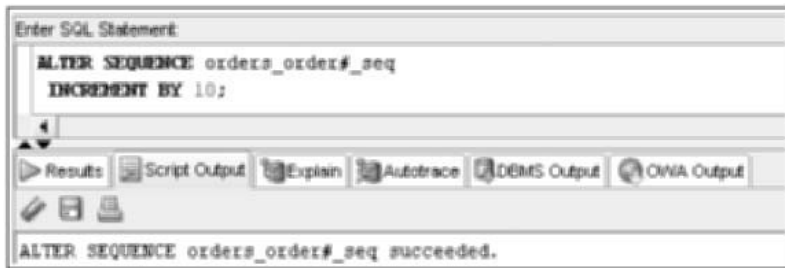 Enter SQL Statement:
ALTER SEQUENCE orders_order#_seq
INCREMENT BY 10;
Results Script Output Explain Autotrace DBMS Output OWA Output
ALTER SEQUENCE orders_order#_seq succeeded.